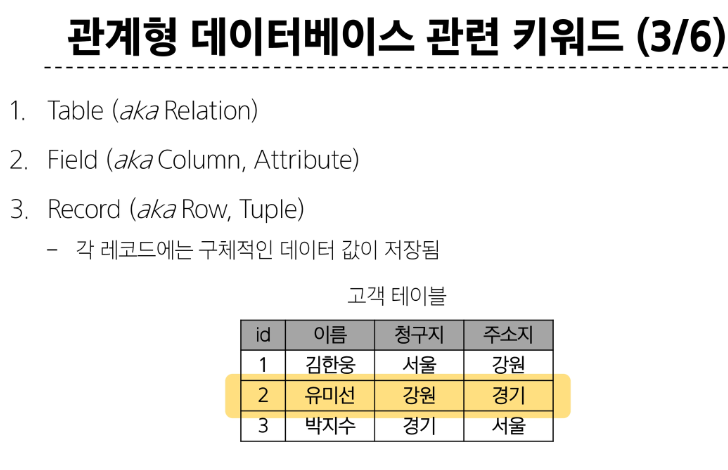 관계형 데이터베이스 관련 키워드 (3/6)
1. Table (aka Relation)
2. Field (aka Column, Attribute)
3. Record (aka Row, Tuple)
– 각 레코드에는 구체적인 데이터 값이 저장됨
고객 테이블
id 이름 청구지 주소지
1 김한웅 서울 강원
2 유미선 강원 경기
3 박지수 경기 서울